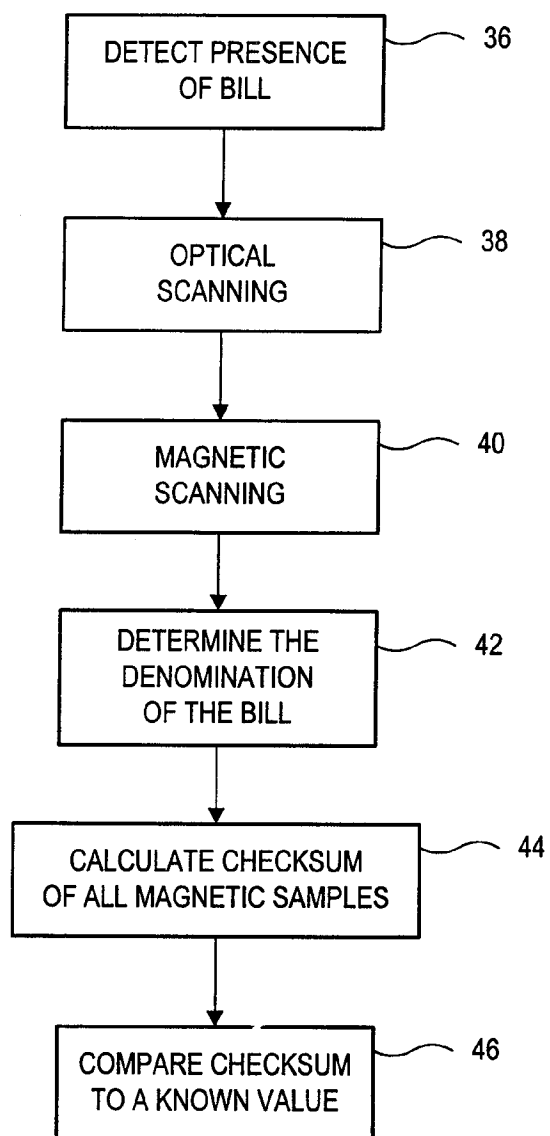 DETECT PRESENCE
OF BILL
36
OPTICAL
SCANNING
38
MAGNETIC
SCANNING
40
DETERMINE THE
DENOMINATION
OF THE BILL
42
CALCULATE CHECKSUM
OF ALL MAGNETIC SAMPLES
44
COMPARE CHECKSUM
TO A KNOWN VALUE
46